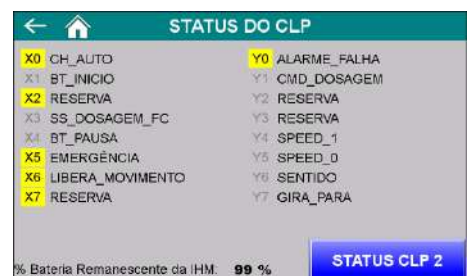 STATUS DO CLP
X0 CH_AUTO
X1 BT_INICIO
X2 RESERVA
X3 SS_DOSAGEM_FC
X4 BT_PAUSA
X5 EMERGÊNCIA
X6 LIBERA_MOVIMENTO
X7 RESERVA
Y0 ALARME_FALHA
Y1 CMD_DOSAGEM
Y2 RESERVA
Y3 RESERVA
Y4 SPEED_1
Y5 SPEED_0
Y6 SENTIDO
Y7 GIRA_PARA
% Bateria Remanescente da IHM: 99 %
STATUS CLP 2